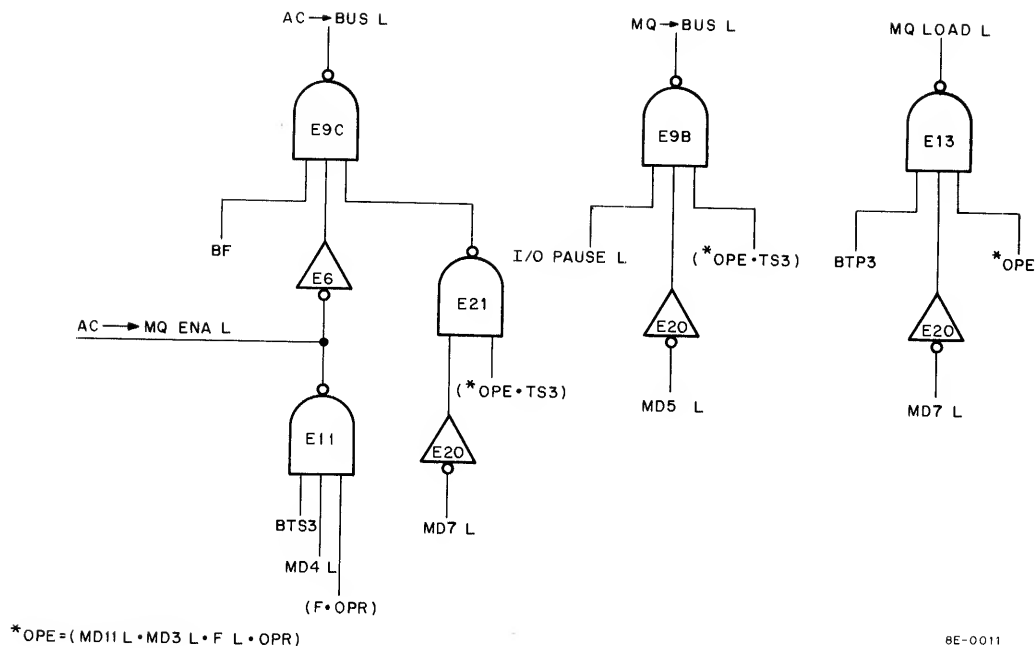 AC→BUS L
MQ→BUS L
MQ LOAD L
E9C
E9B
E13
BF
I/O PAUSE L
(*OPE•TS3)
BTP3
*OPE
E6
E21
E20
E20
AC→MQ ENA L
(*OPE•TS3)
MD5 L
MD7 L
E11
E20
BTS3
MD7 L
MD4 L
(F•OPR)
*OPE=(MD11 L•MD3 L•F L•OPR)
8E-0011